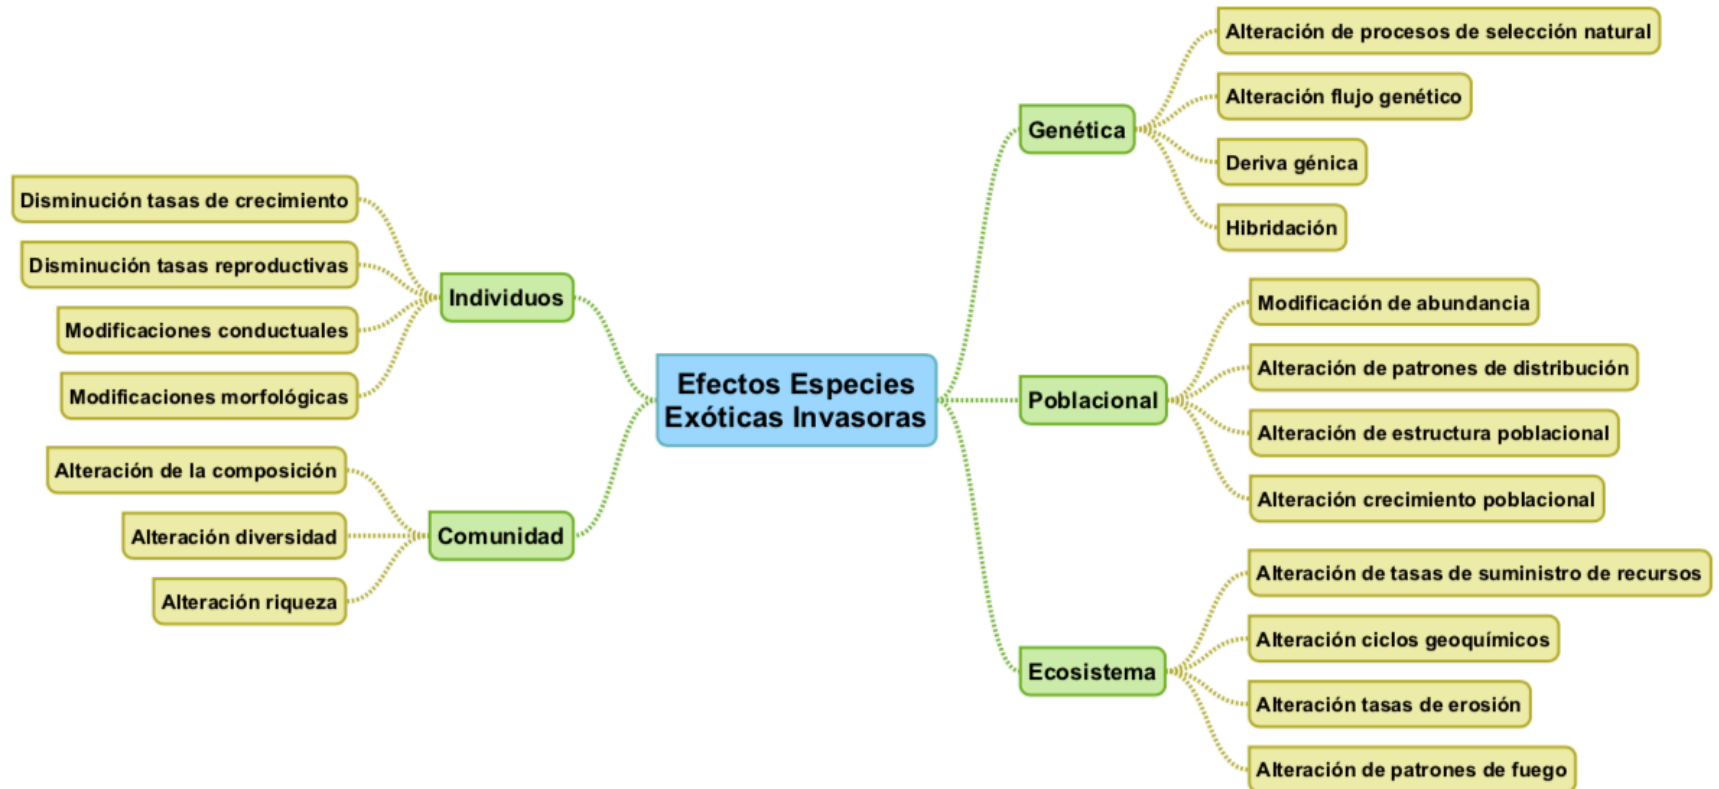 Efectos Especies
Exóticas Invasoras
Individuos
Disminución tasas de crecimiento
Disminución tasas reproductivas
Modificaciones conductuales
Modificaciones morfológicas
Comunidad
Alteración de la composición
Alteración diversidad
Alteración riqueza
Genética
Alteración de procesos de selección natural
Alteración flujo genético
Deriva génica
Hibridación
Poblacional
Modificación de abundancia
Alteración de patrones de distribución
Alteración de estructura poblacional
Alteración crecimiento poblacional
Ecosistema
Alteración de tasas de suministro de recursos
Alteración ciclos geoquímicos
Alteración tasas de erosión
Alteración de patrones de fuego